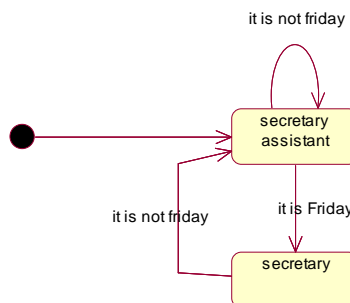 it is not friday
secretary
assistant
it is not friday
it is Friday
secretary